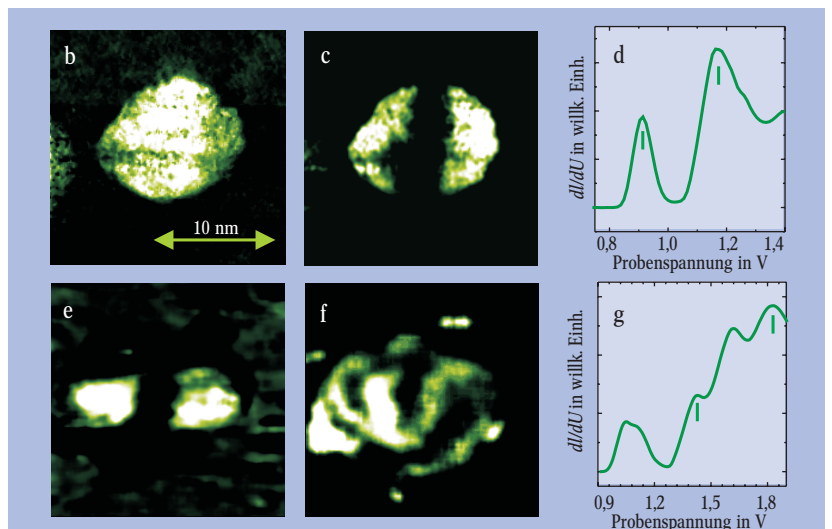 b
10 nm
c
d
dI/dU in willk. Einh.
0,8 1,0 1,2 1,4
Probenspannung in V
e
f
g
dI/dU in willk. Einh.
0,9 1,2 1,5 1,8
Probenspannung in V